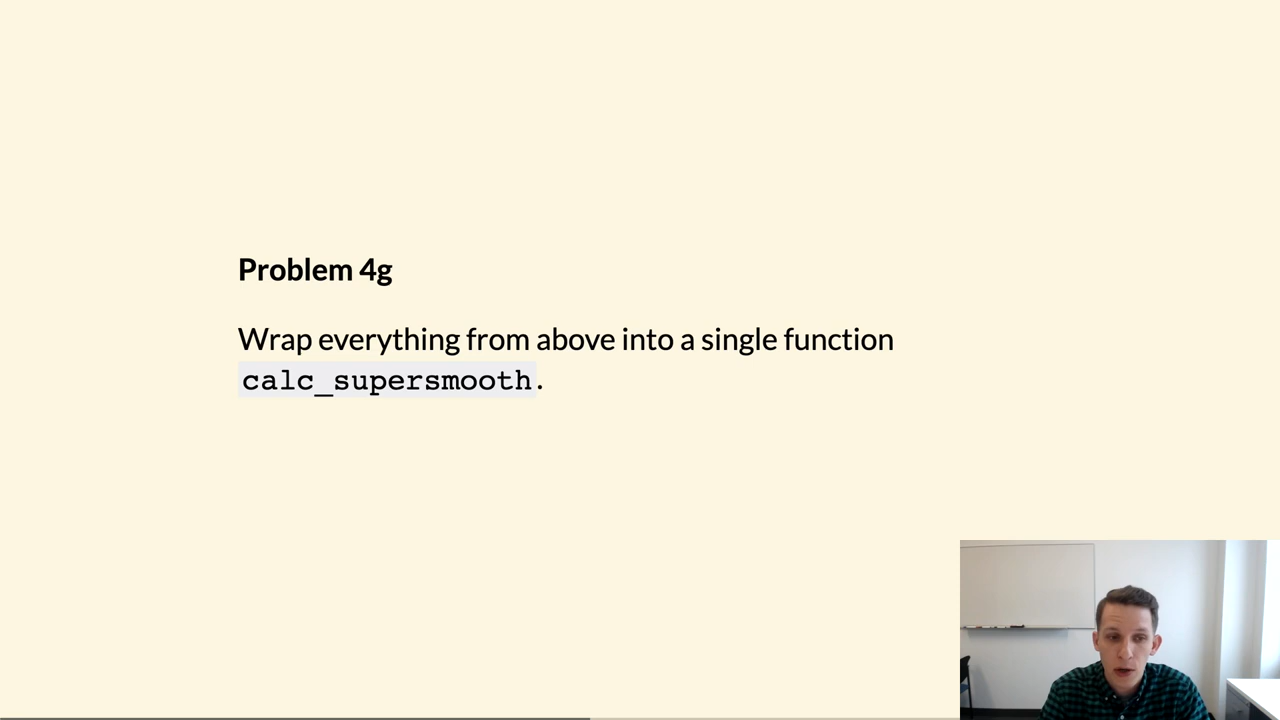 Problem 4g
Wrap everything from above into a single function
calc_supersmooth.